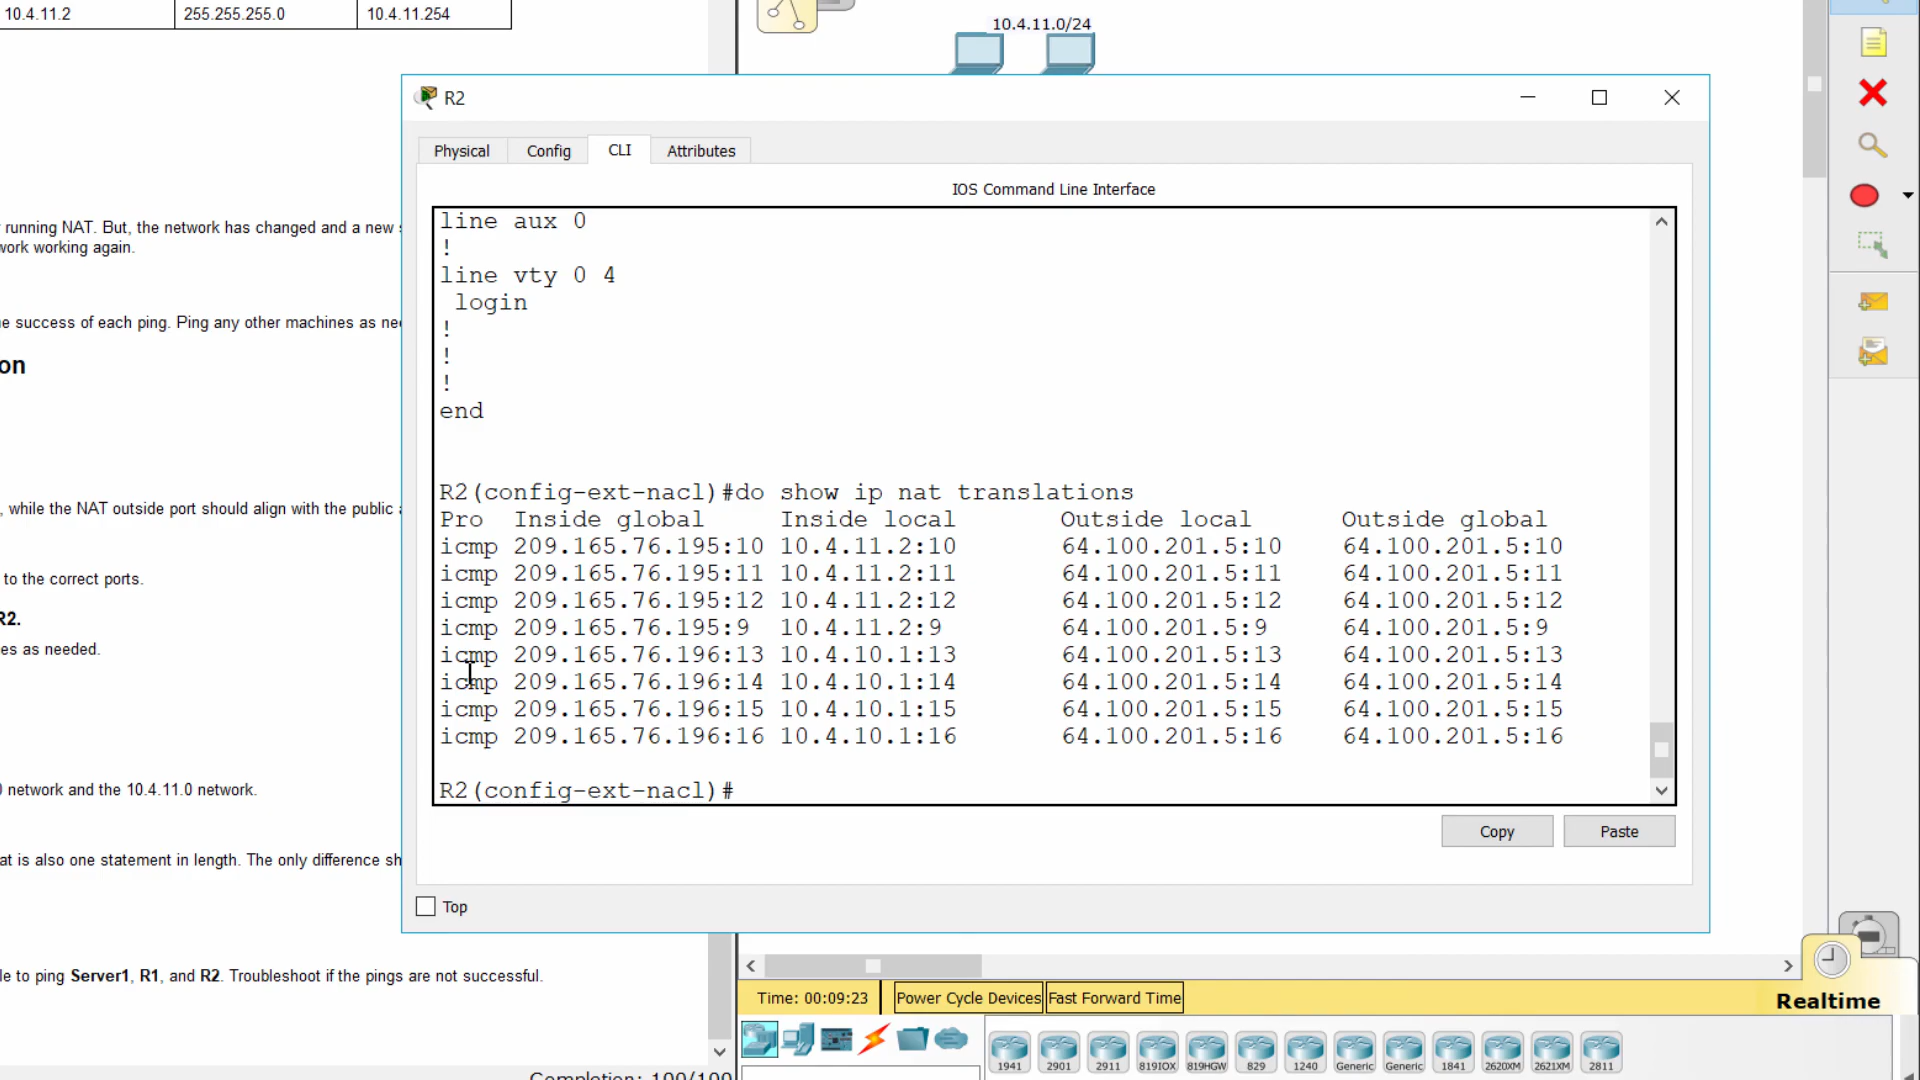 10.4.11.2 255.255.255.0 10.4.11.254
10.4.11.0/24
running NAT. But, the network has changed and a new
work working again.
success of each ping. Ping any other machines as
on
, while the NAT outside port should align with the public
to the correct ports.
R2.
es as needed.
network and the 10.4.11.0 network.
at is also one statement in length. The only difference
le to ping Server1, R1, and R2. Troubleshoot if the pings are not successful.
Completion: 100/100
R2
Physical Config CLI Attributes
IOS Command Line Interface
line aux 0
!
line vty 0 4
login
!
!
!
end
R2(config-ext-nacl)#do show ip nat translations
Pro Inside global Inside local Outside local Outside global
icmp 209.165.76.195:10 10.4.11.2:10 64.100.201.5:10 64.100.201.5:10
icmp 209.165.76.195:11 10.4.11.2:11 64.100.201.5:11 64.100.201.5:11
icmp 209.165.76.195:12 10.4.11.2:12 64.100.201.5:12 64.100.201.5:12
icmp 209.165.76.195:9 10.4.11.2:9 64.100.201.5:9 64.100.201.5:9
icmp 209.165.76.196:13 10.4.10.1:13 64.100.201.5:13 64.100.201.5:13
icmp 209.165.76.196:14 10.4.10.1:14 64.100.201.5:14 64.100.201.5:14
icmp 209.165.76.196:15 10.4.10.1:15 64.100.201.5:15 64.100.201.5:15
icmp 209.165.76.196:16 10.4.10.1:16 64.100.201.5:16 64.100.201.5:16
R2(config-ext-nacl)#
Copy Paste
Top
Time: 00:09:23 Power Cycle Devices Fast Forward Time
Realtime
1941 2901 2911 819IOX 819HGW 829 1240 Generic Generic 1841 2620XM 2621XM 2811